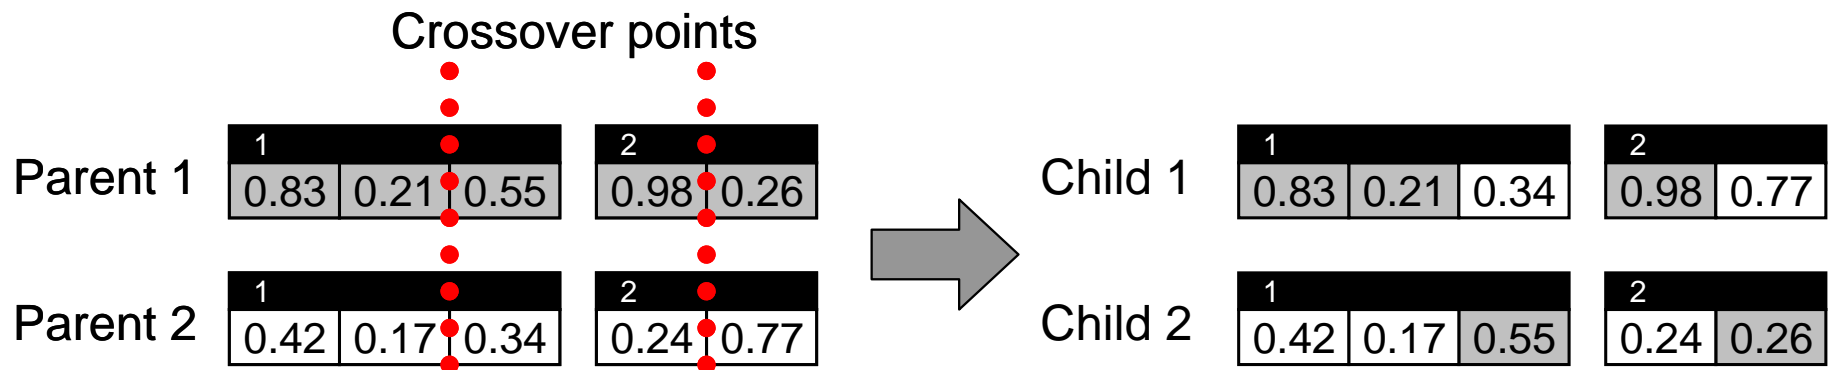 Crossover points
1 2 1 2
Parent 1 0.83 0.21 0.55 0.98 0.26 Child 1 0.83 0.21 0.34 0.98 0.77
1 2 1 2
Parent 2 0.42 0.17 0.34 0.24 0.77 Child 2 0.42 0.17 0.55 0.24 0.26